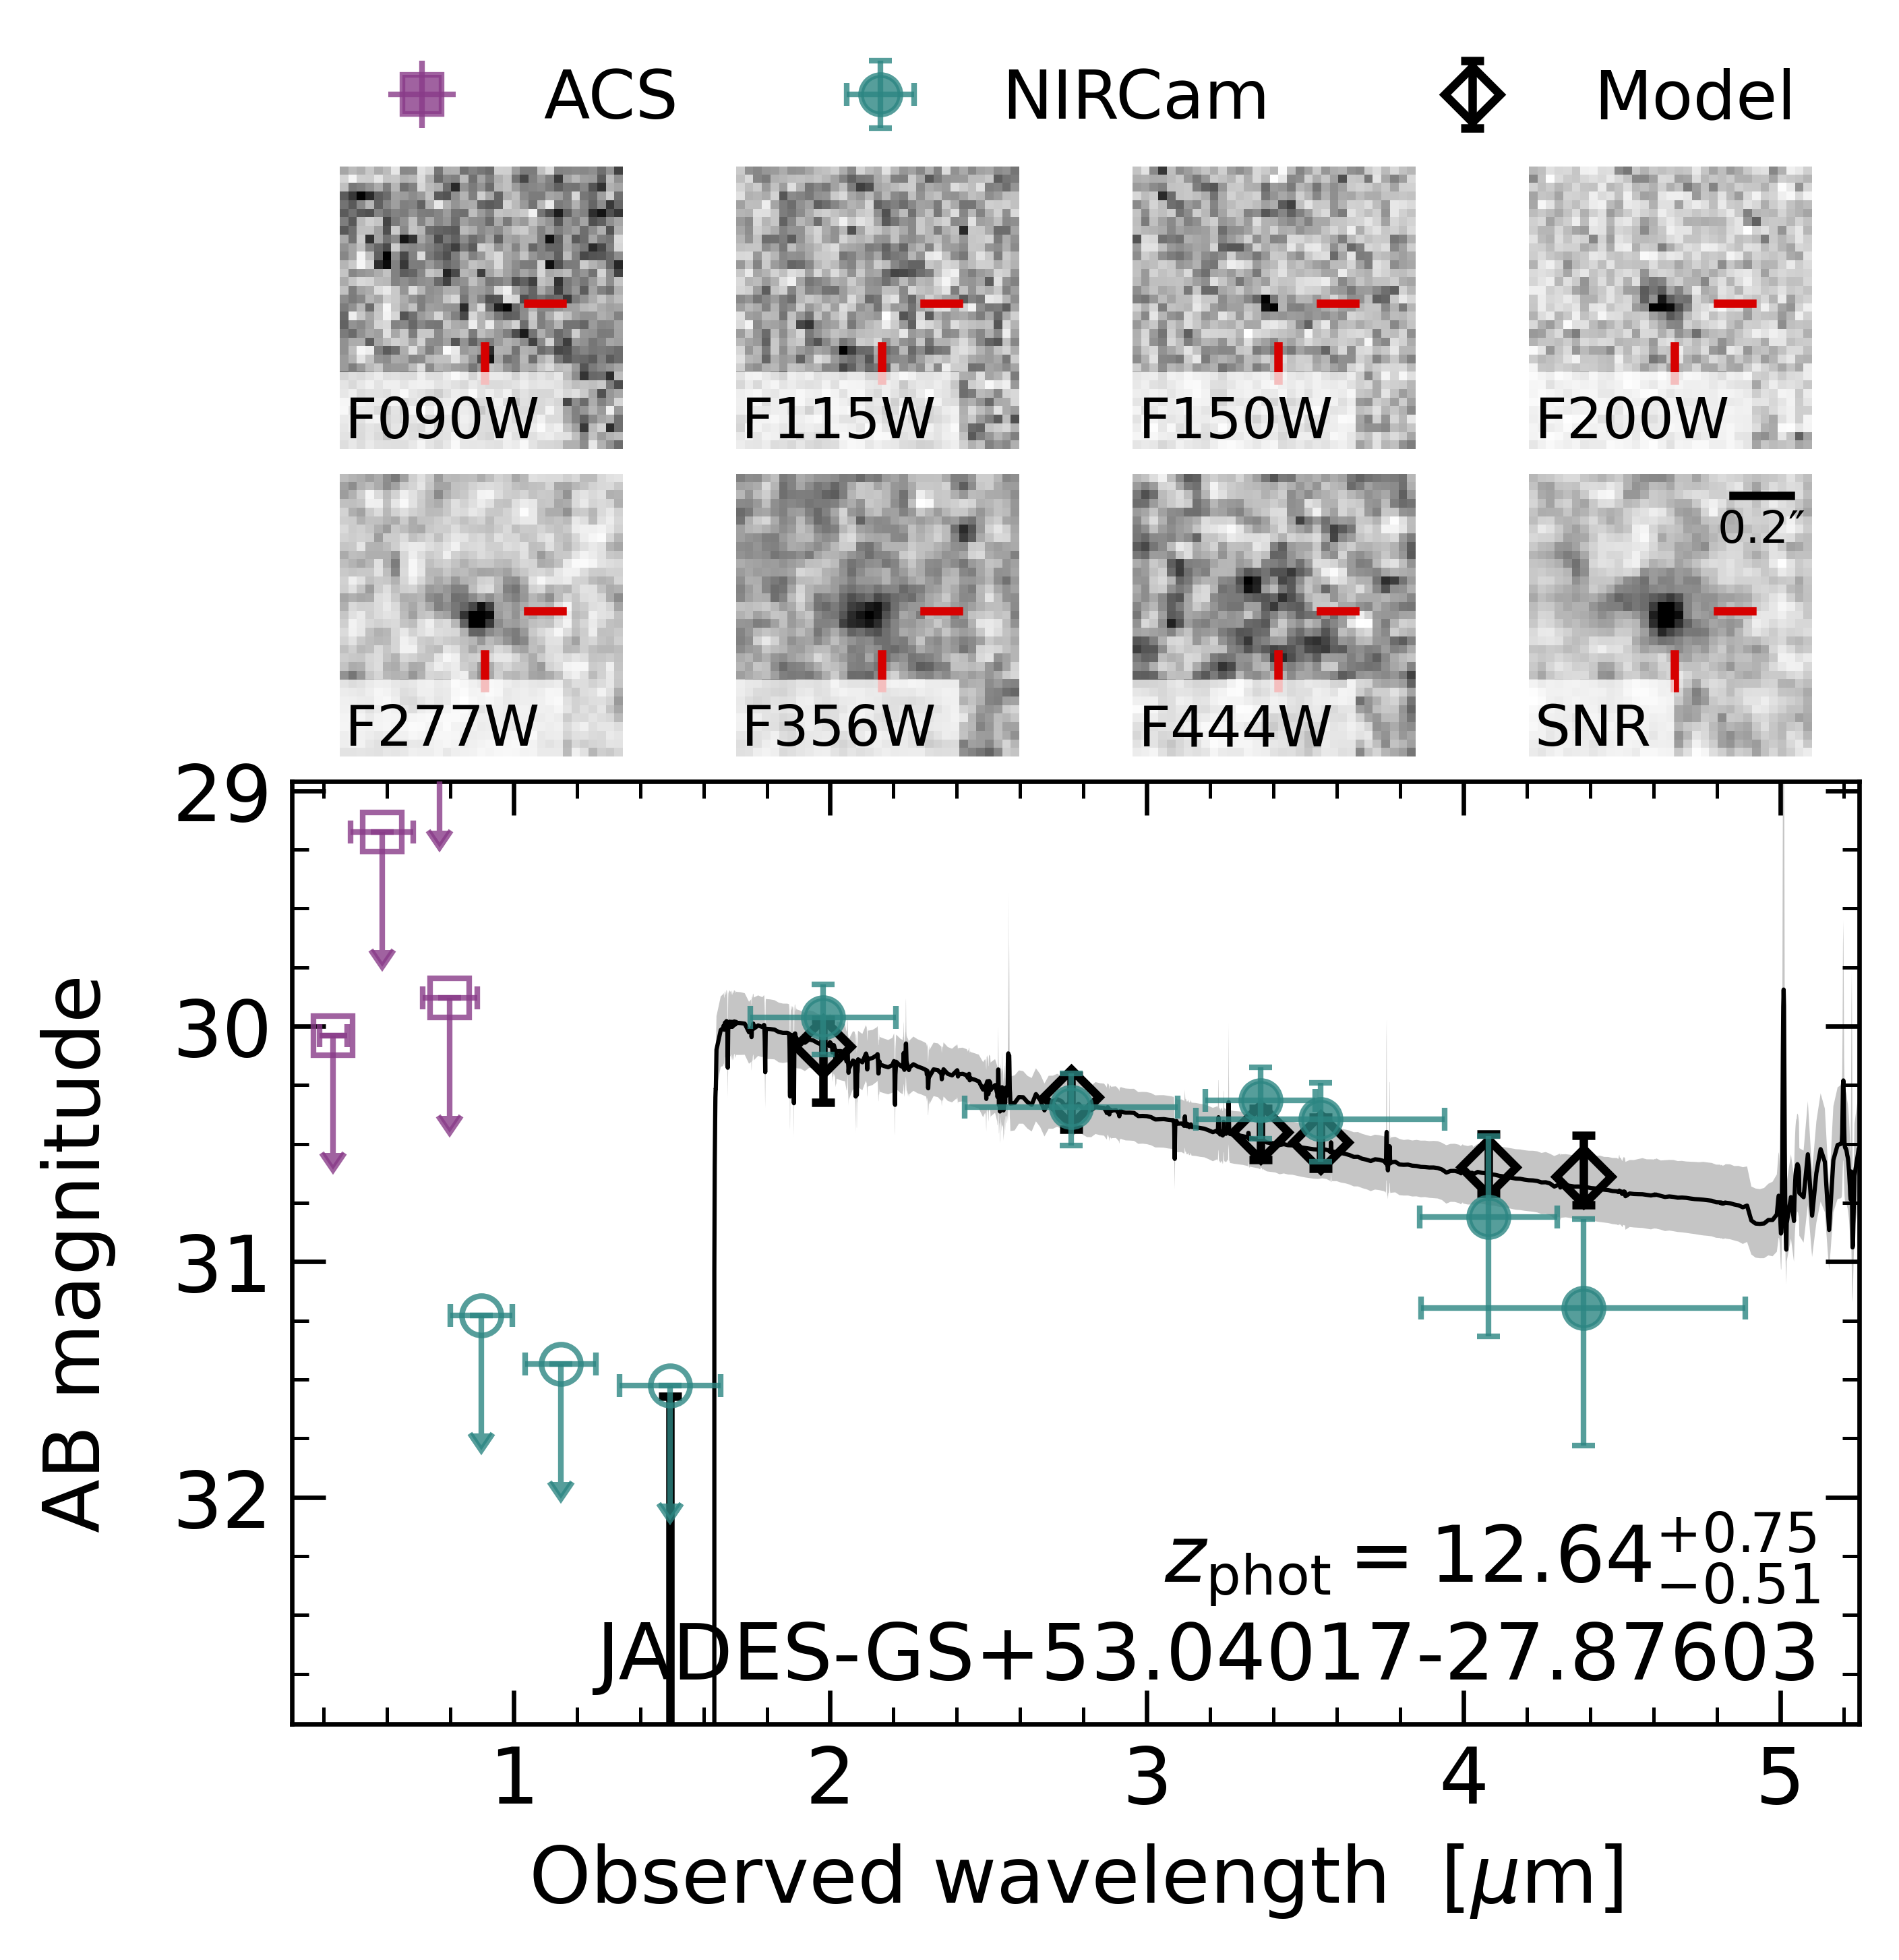 ACS NIRCam Model
F090W F115W F150W F200W
0.2″
F277W F356W F444W SNR
29
30
31
32
AB magnitude
z_phot = 12.64^{+0.75}_{−0.51}
JADES-GS+53.04017-27.87603
1 2 3 4 5
Observed wavelength [μm]